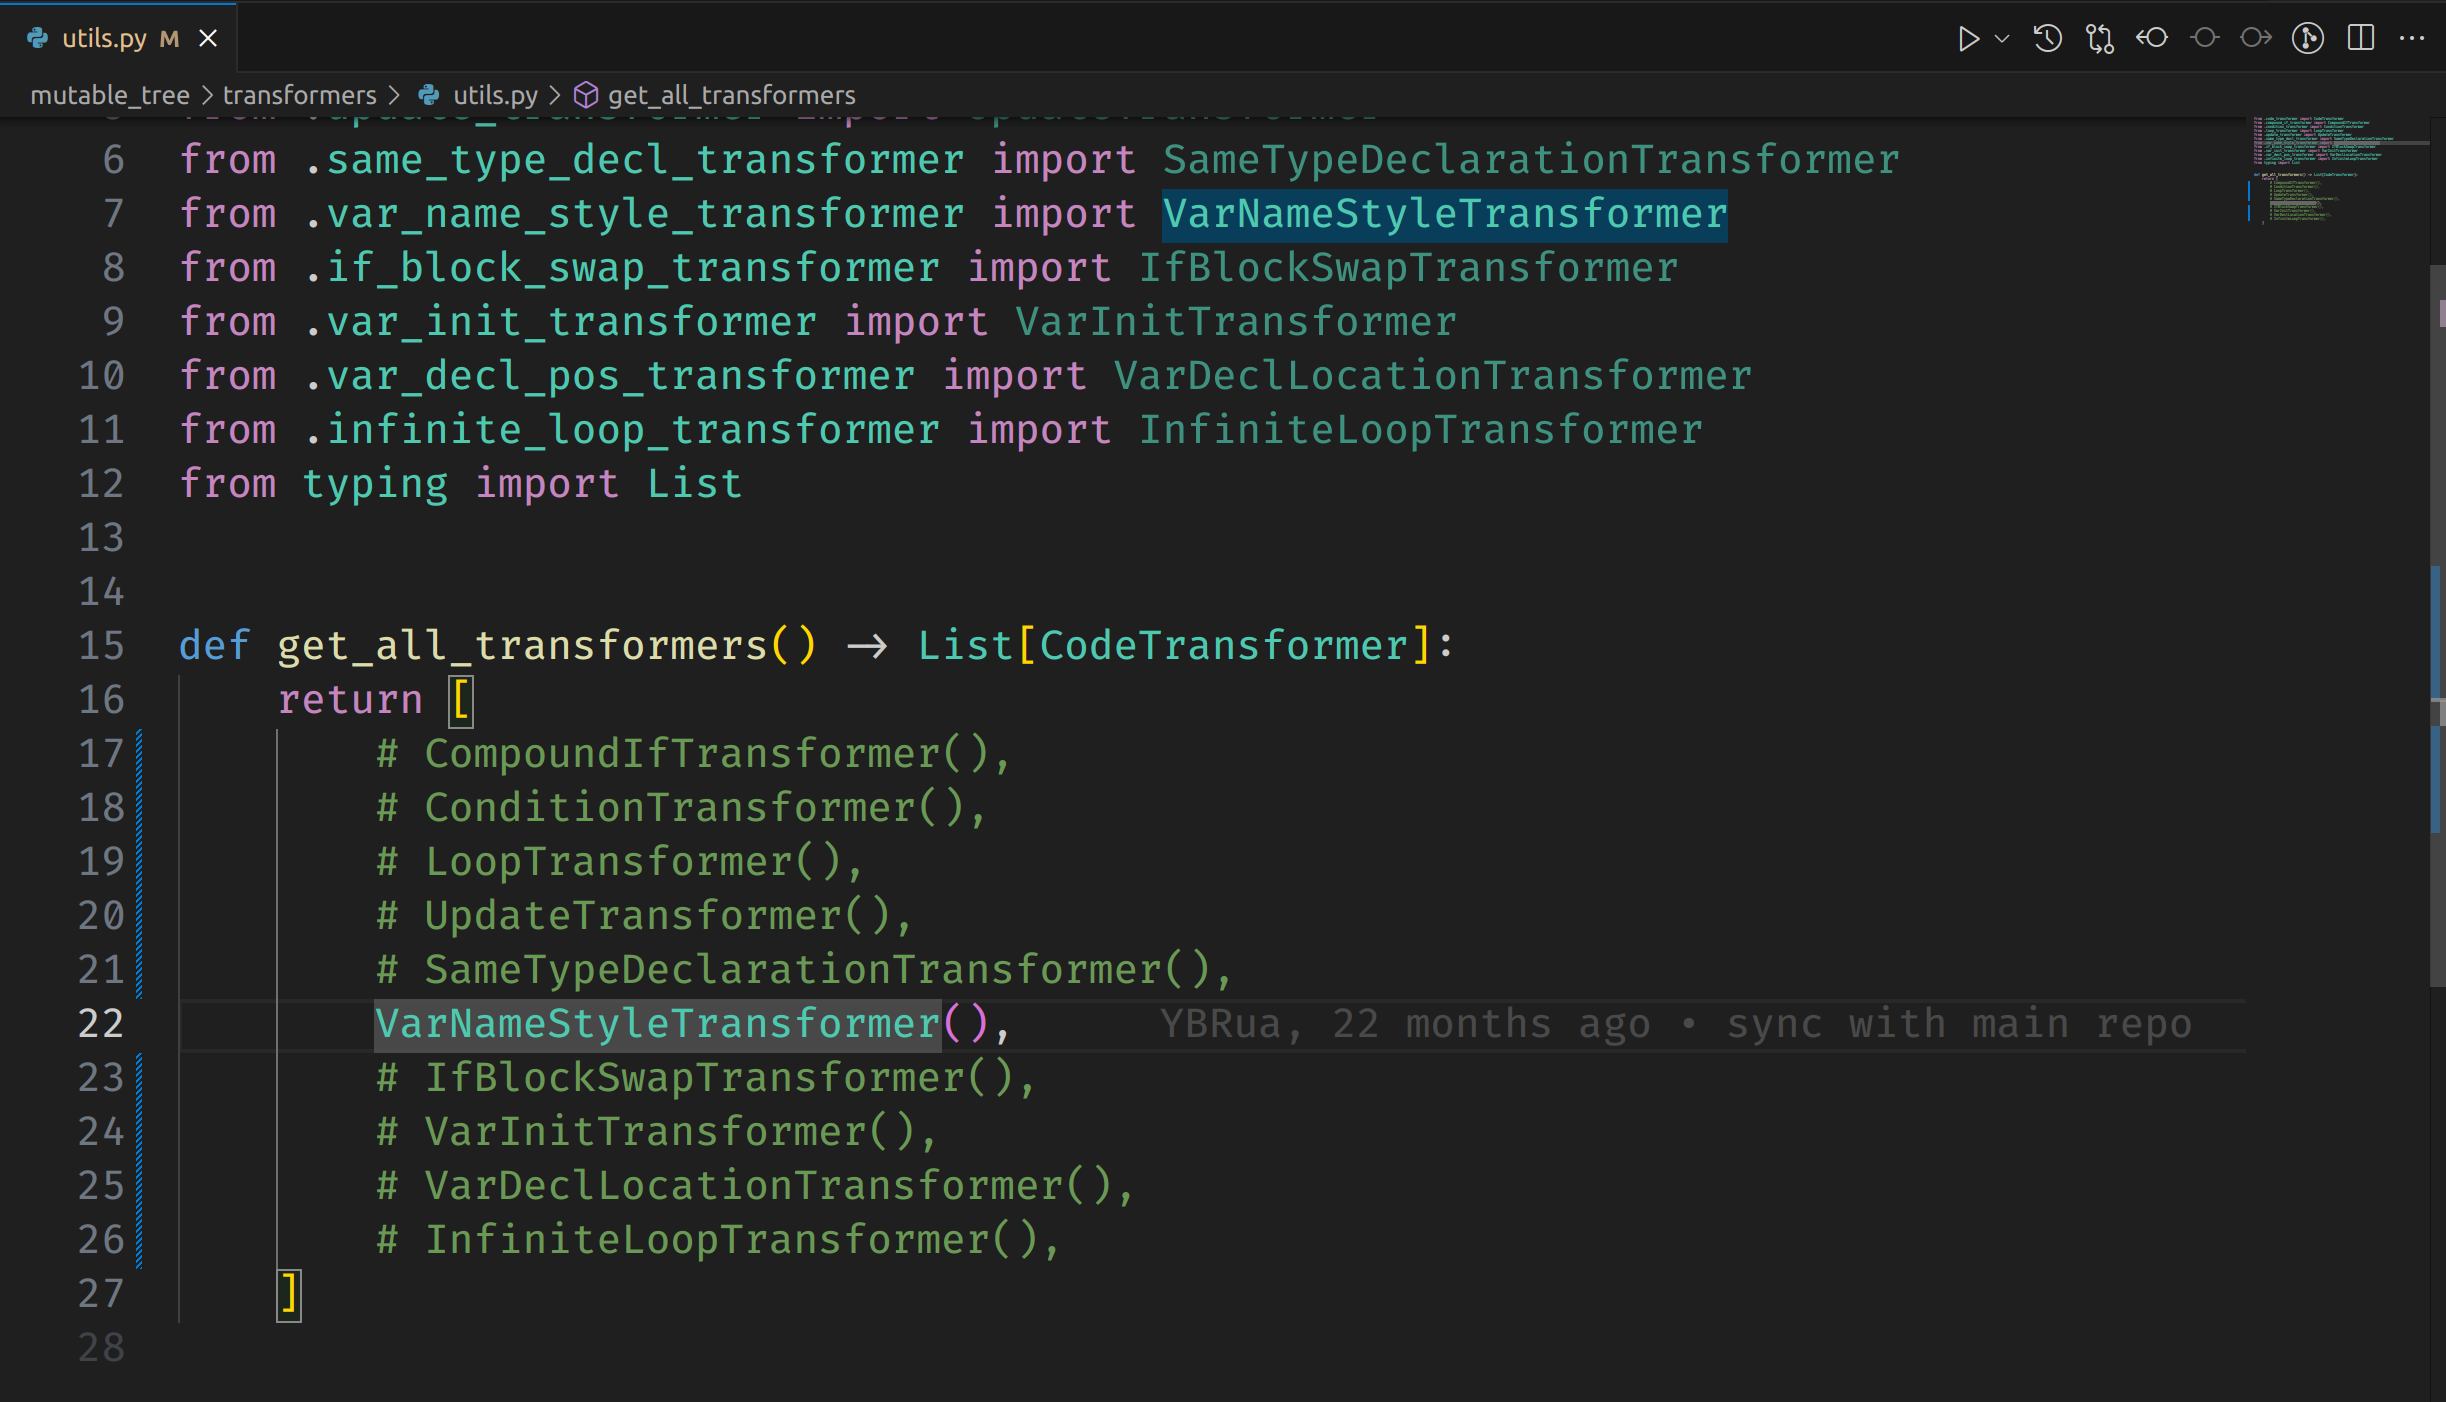 utils.py M
mutable_tree > transformers > utils.py > get_all_transformers
6 from .same_type_decl_transformer import SameTypeDeclarationTransformer
7 from .var_name_style_transformer import VarNameStyleTransformer
8 from .if_block_swap_transformer import IfBlockSwapTransformer
9 from .var_init_transformer import VarInitTransformer
10 from .var_decl_pos_transformer import VarDeclLocationTransformer
11 from .infinite_loop_transformer import InfiniteLoopTransformer
12 from typing import List
13
14
15 def get_all_transformers() -> List[CodeTransformer]:
16 return [
17 # CompoundIfTransformer(),
18 # ConditionTransformer(),
19 # LoopTransformer(),
20 # UpdateTransformer(),
21 # SameTypeDeclarationTransformer(),
22 VarNameStyleTransformer(), YBRua, 22 months ago • sync with main repo
23 # IfBlockSwapTransformer(),
24 # VarInitTransformer(),
25 # VarDeclLocationTransformer(),
26 # InfiniteLoopTransformer(),
27 ]
28